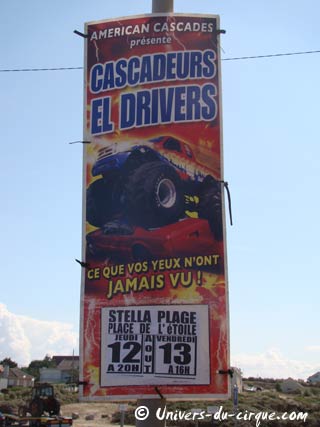 AMERICAN CASCADES
présente
CASCADEURS
EL DRIVERS
CE QUE VOS YEUX N'ONT
JAMAIS VU !
STELLA PLAGE
PLACE DE L'éTOILE
JEUDI
12
A 20H
AOUT
VENDREDI
13
A 16H
© Univers-du-cirque.com